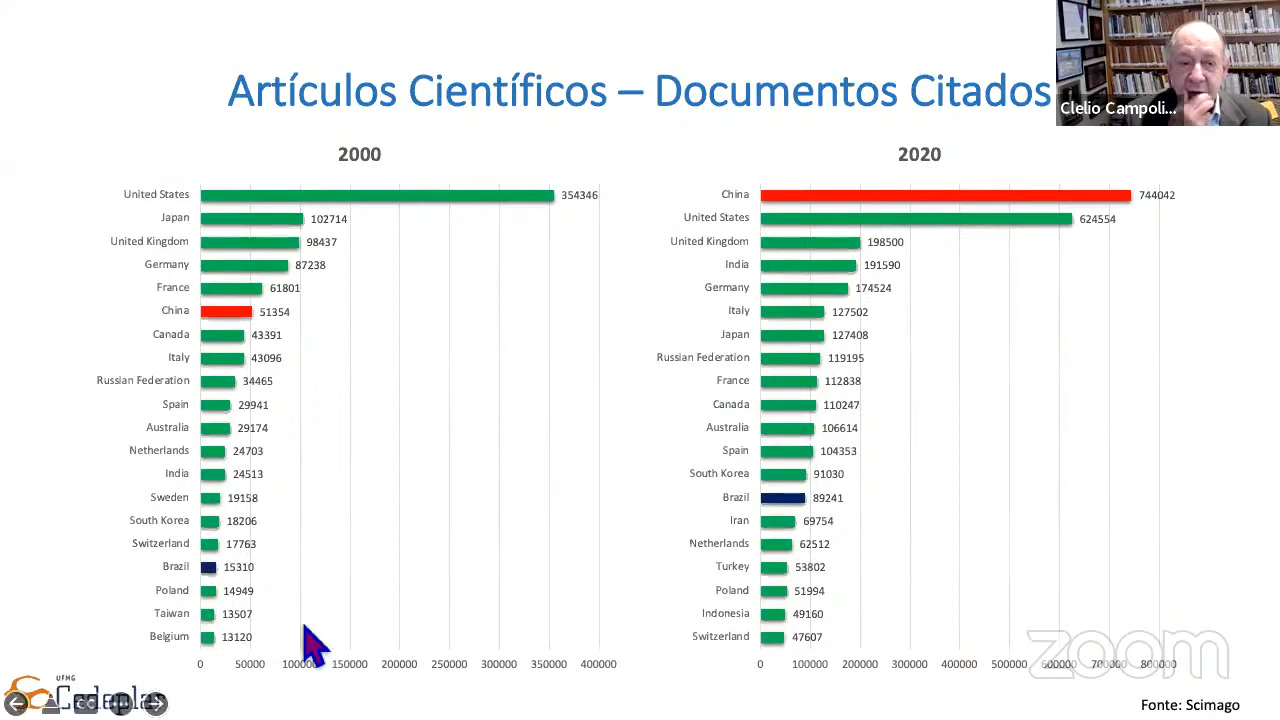 Artículos Científicos – Documentos Citados
Clelio Campoli...
2000
United States 354346
Japan 102714
United Kingdom 98437
Germany 87238
France 61801
China 51354
Canada 43391
Italy 43096
Russian Federation 34465
Spain 29941
Australia 29174
Netherlands 24703
India 24513
Sweden 19158
South Korea 18206
Switzerland 17763
Brazil 15310
Poland 14949
Taiwan 13507
Belgium 13120
0 50000 100000 150000 200000 250000 300000 350000 400000
2020
China 744042
United States 624554
United Kingdom 198500
India 191590
Germany 174524
Italy 127502
Japan 127408
Russian Federation 119195
France 112838
Canada 110247
Australia 106614
Spain 104353
South Korea 91030
Brazil 89241
Iran 69754
Netherlands 62512
Turkey 53802
Poland 51994
Indonesia 49160
Switzerland 47607
0 100000 200000 300000 400000 500000 600000 700000 800000
zoom
UFMG
Cedeplar
Fonte: Scimago